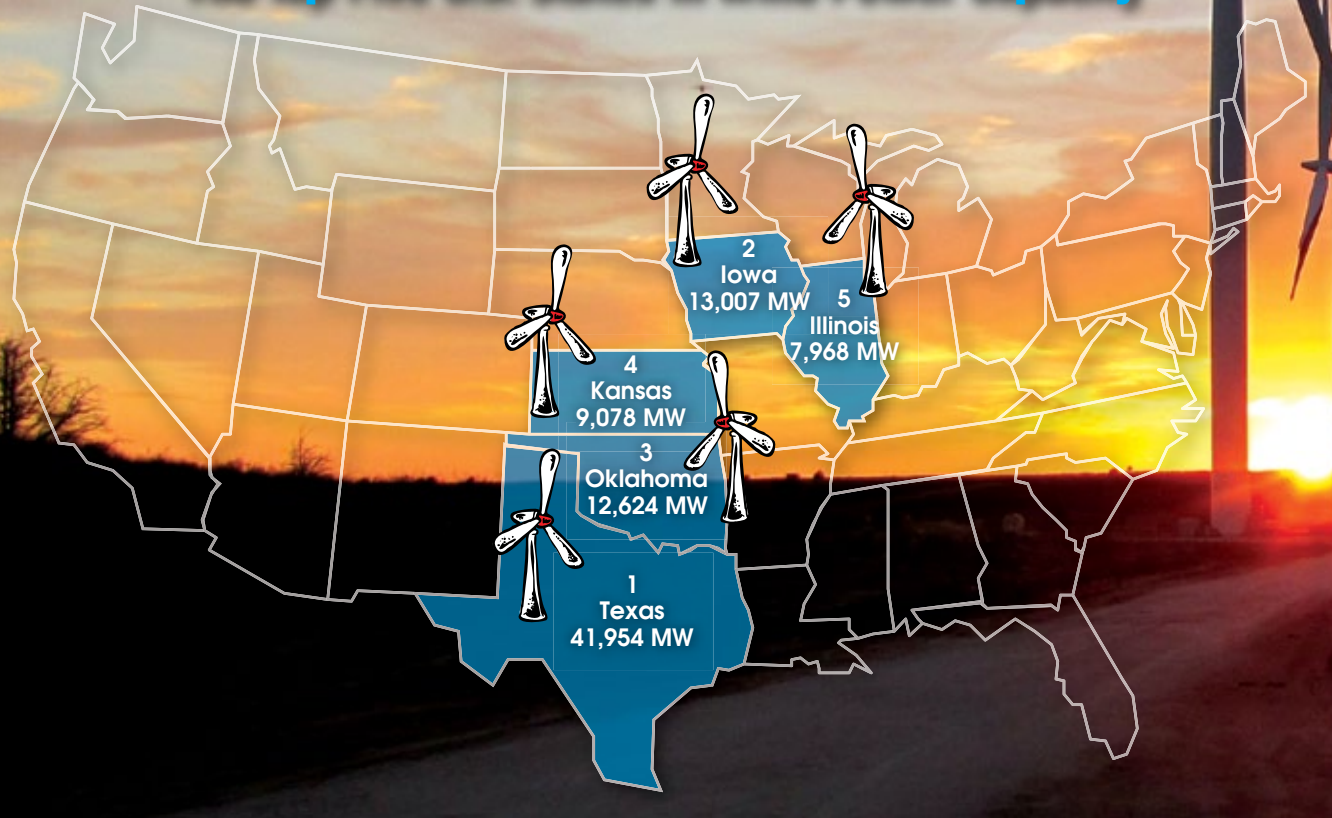 2
Iowa
13,007 MW
5
Illinois
7,968 MW
4
Kansas
9,078 MW
3
Oklahoma
12,624 MW
1
Texas
41,954 MW